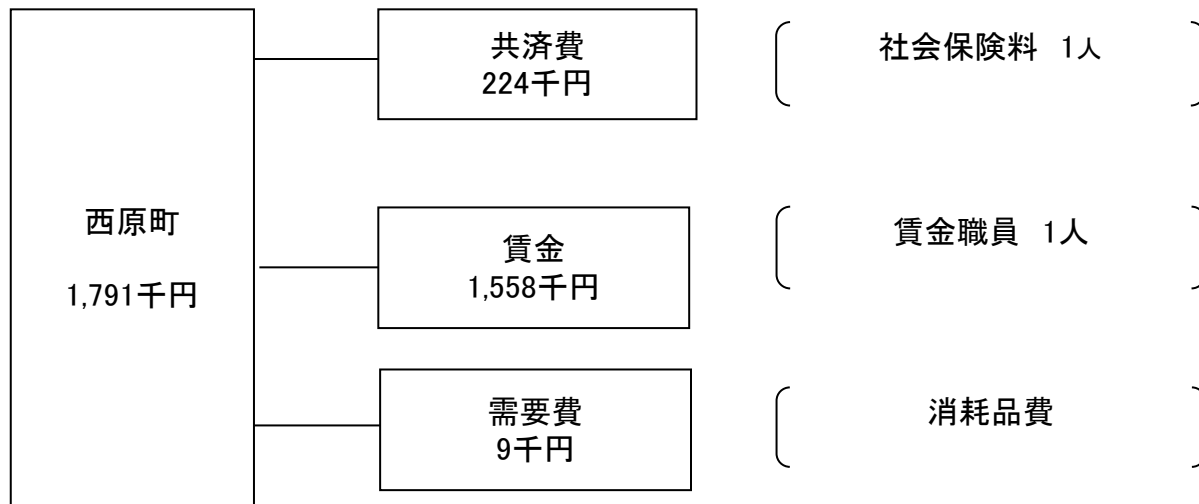 西原町
1,791千円
共済費
224千円
社会保険料 1人
賃金
1,558千円
賃金職員 1人
需要費
9千円
消耗品費